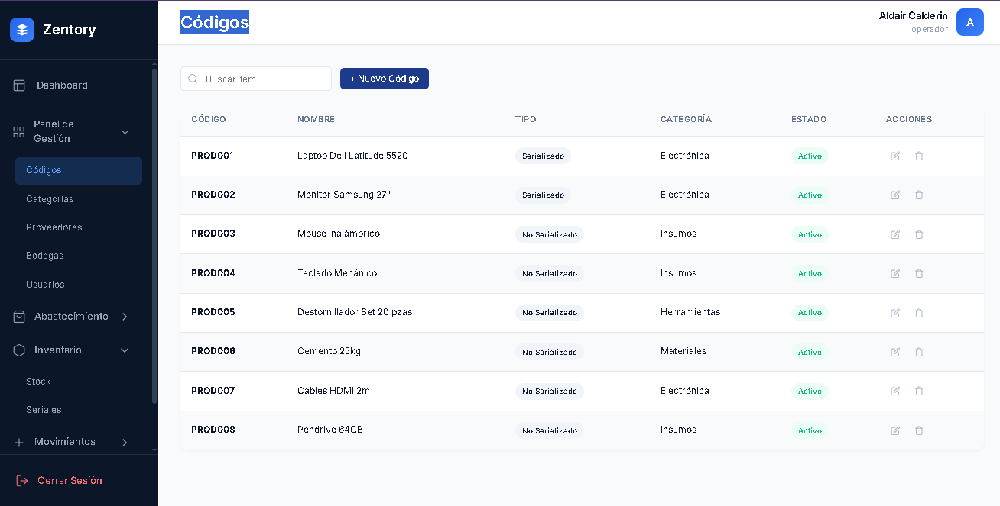 Zentory
Dashboard
Panel de
Gestión
Códigos
Categorías
Proveedores
Bodegas
Usuarios
Abastecimiento
Inventario
Stock
Seriales
Movimientos
Cerrar Sesión
Códigos
Aldair Calderin
operador
A
Buscar item...
+ Nuevo Código
CÓDIGO NOMBRE TIPO CATEGORÍA ESTADO ACCIONES
PROD001 Laptop Dell Latitude 5520 Serializado Electrónica Activo
PROD002 Monitor Samsung 27" Serializado Electrónica Activo
PROD003 Mouse Inalámbrico No Serializado Insumos Activo
PROD004 Teclado Mecánico No Serializado Insumos Activo
PROD005 Destornillador Set 20 pzas No Serializado Herramientas Activo
PROD006 Cemento 25kg No Serializado Materiales Activo
PROD007 Cables HDMI 2m No Serializado Electrónica Activo
PROD008 Pendrive 64GB No Serializado Insumos Activo